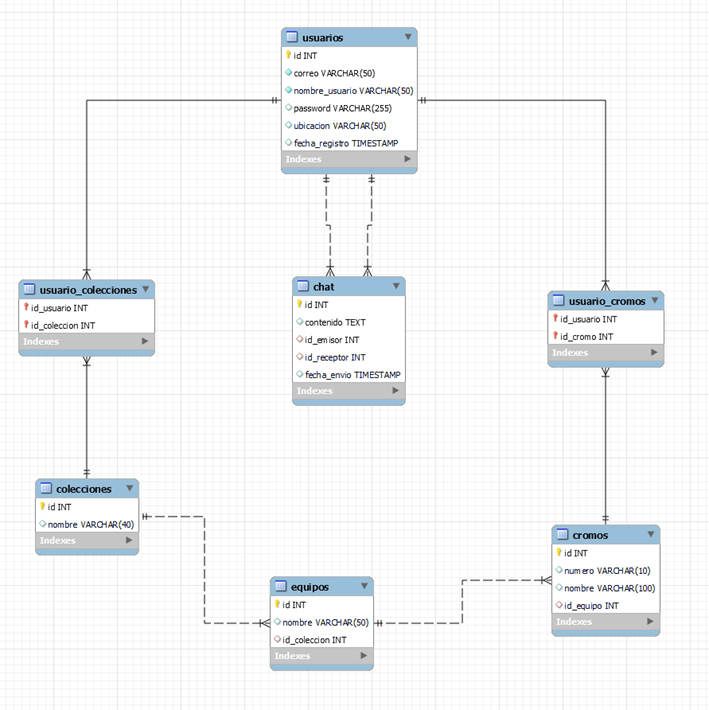 usuarios
id INT
correo VARCHAR(50)
nombre_usuario VARCHAR(50)
password VARCHAR(255)
ubicacion VARCHAR(50)
fecha_registro TIMESTAMP
Indexes
usuario_colecciones
id_usuario INT
id_coleccion INT
Indexes
chat
id INT
contenido TEXT
id_emisor INT
id_receptor INT
fecha_envio TIMESTAMP
Indexes
usuario_cromos
id_usuario INT
id_cromo INT
Indexes
colecciones
id INT
nombre VARCHAR(40)
Indexes
equipos
id INT
nombre VARCHAR(50)
id_coleccion INT
Indexes
cromos
id INT
numero VARCHAR(10)
nombre VARCHAR(100)
id_equipo INT
Indexes